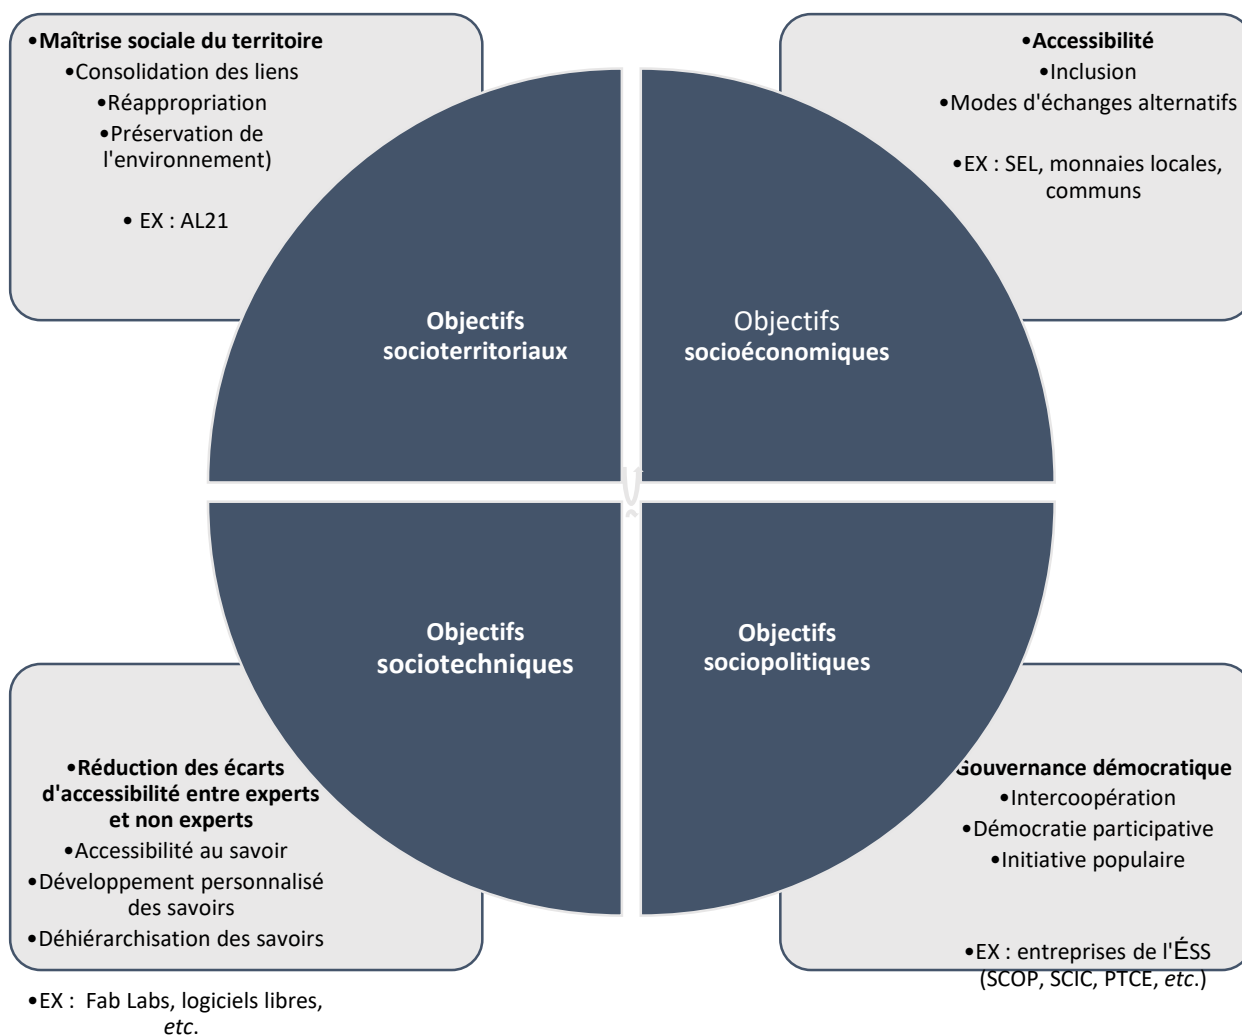 •Maîtrise sociale du territoire
•Consolidation des liens
•Réappropriation
•Préservation de
l'environnement)
• EX : AL21
•Accessibilité
•Inclusion
•Modes d'échanges alternatifs
•EX : SEL, monnaies locales,
communs
Objectifs
socioterritoriaux
Objectifs
socioéconomiques
Objectifs
sociotechniques
Objectifs
sociopolitiques
•Réduction des écarts
d'accessibilité entre experts
et non experts
•Accessibilité au savoir
•Développement personnalisé
des savoirs
•Déhiérarchisation des savoirs
•EX : Fab Labs, logiciels libres,
etc.
Gouvernance démocratique
•Intercoopération
•Démocratie participative
•Initiative populaire
•EX : entreprises de l'ÉSS
(SCOP, SCIC, PTCE, etc.)